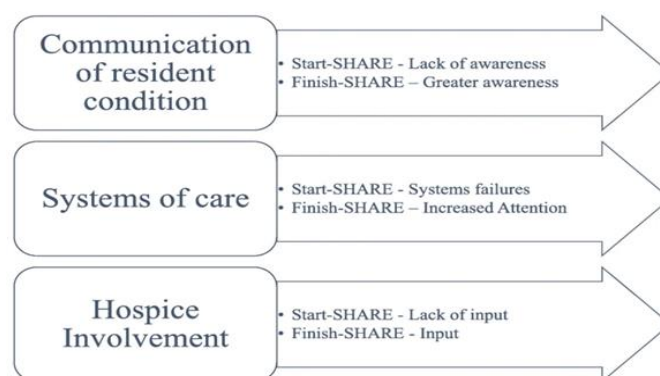 Communication
of resident
condition
• Start-SHARE - Lack of awareness
• Finish-SHARE – Greater awareness
Systems of care
• Start-SHARE - Systems failures
• Finish-SHARE – Increased Attention
Hospice
Involvement
• Start-SHARE - Lack of input
• Finish-SHARE - Input